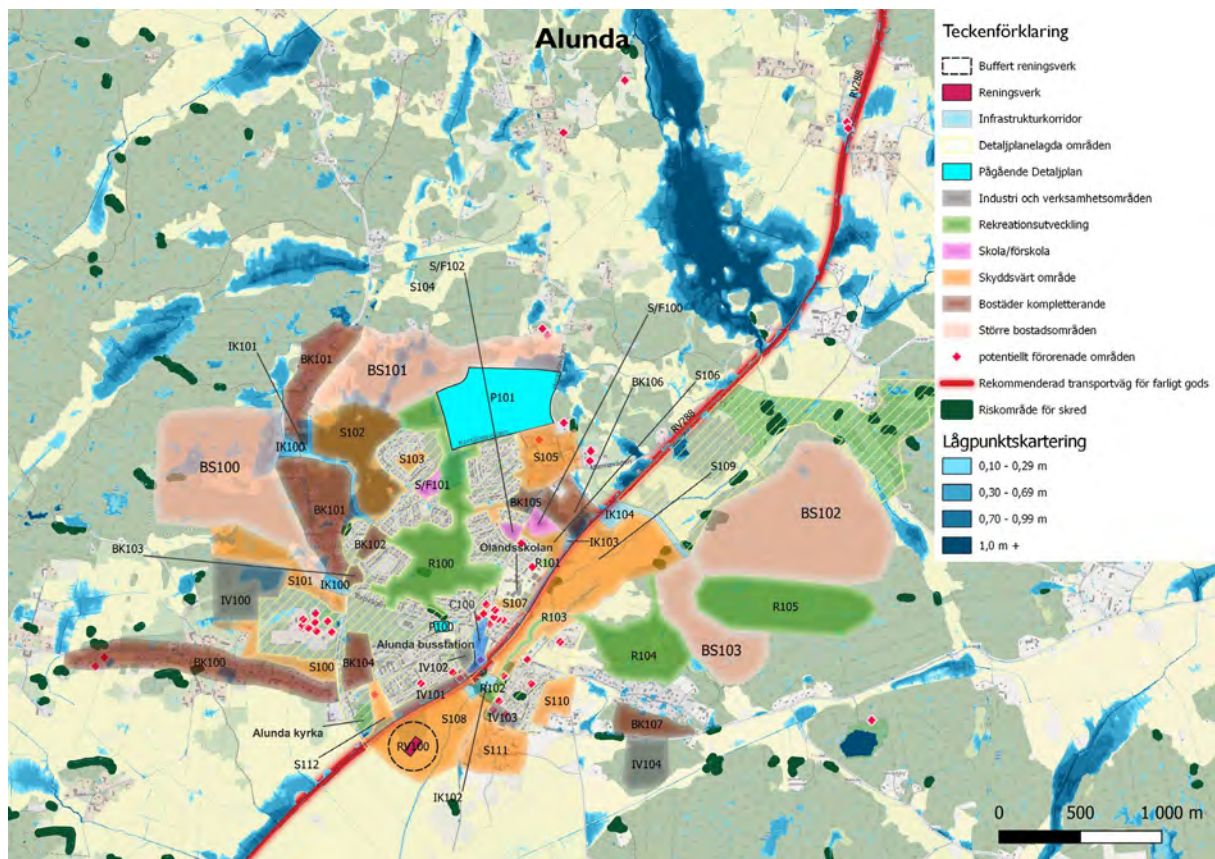 Alunda
Teckenförklaring
Buffert reningsverk
Reningsverk
Infrastrukturkorridor
Detaljplanelagda områden
Pågående Detaljplan
Industri och verksamhetsområden
Rekreationsutveckling
Skola/förskola
Skyddsvärt område
Bostäder kompletterande
Större bostadsområden
potentiellt förorenade områden
Rekommenderad transportväg för farligt gods
Riskområde för skred
Lågpunktskartering
0,10 - 0,29 m
0,30 - 0,69 m
0,70 - 0,99 m
1,0 m +
RV288
S/F102
S104
S/F100
IK101
BK101
BS101
BK106
S106
P101
RV288
S102
IK100
S103
S105
S109
BS100
S/F101
BK105
BS102
BK101
IK104
BK103
BK102
Olandsskolan
IK103
R100
R101
S101
IK100
IV100
C100
S107
R105
P100
R103
Alunda busstation
BS103
R104
BK100
S100
BK104
IV102
IV101
R102
S110
IV103
BK107
S108
Alunda kyrka
RV100
S111
IV104
S112
IK102
0
500
1 000 m